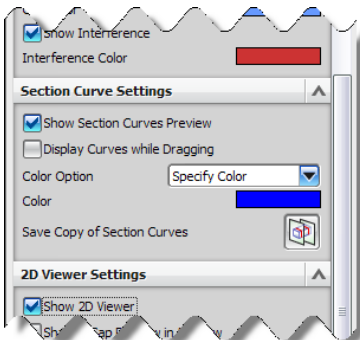 Show Interference
Interference Color
Section Curve Settings
Show Section Curves Preview
Display Curves while Dragging
Color Option Specify Color
Color
Save Copy of Section Curves
2D Viewer Settings
Show 2D Viewer